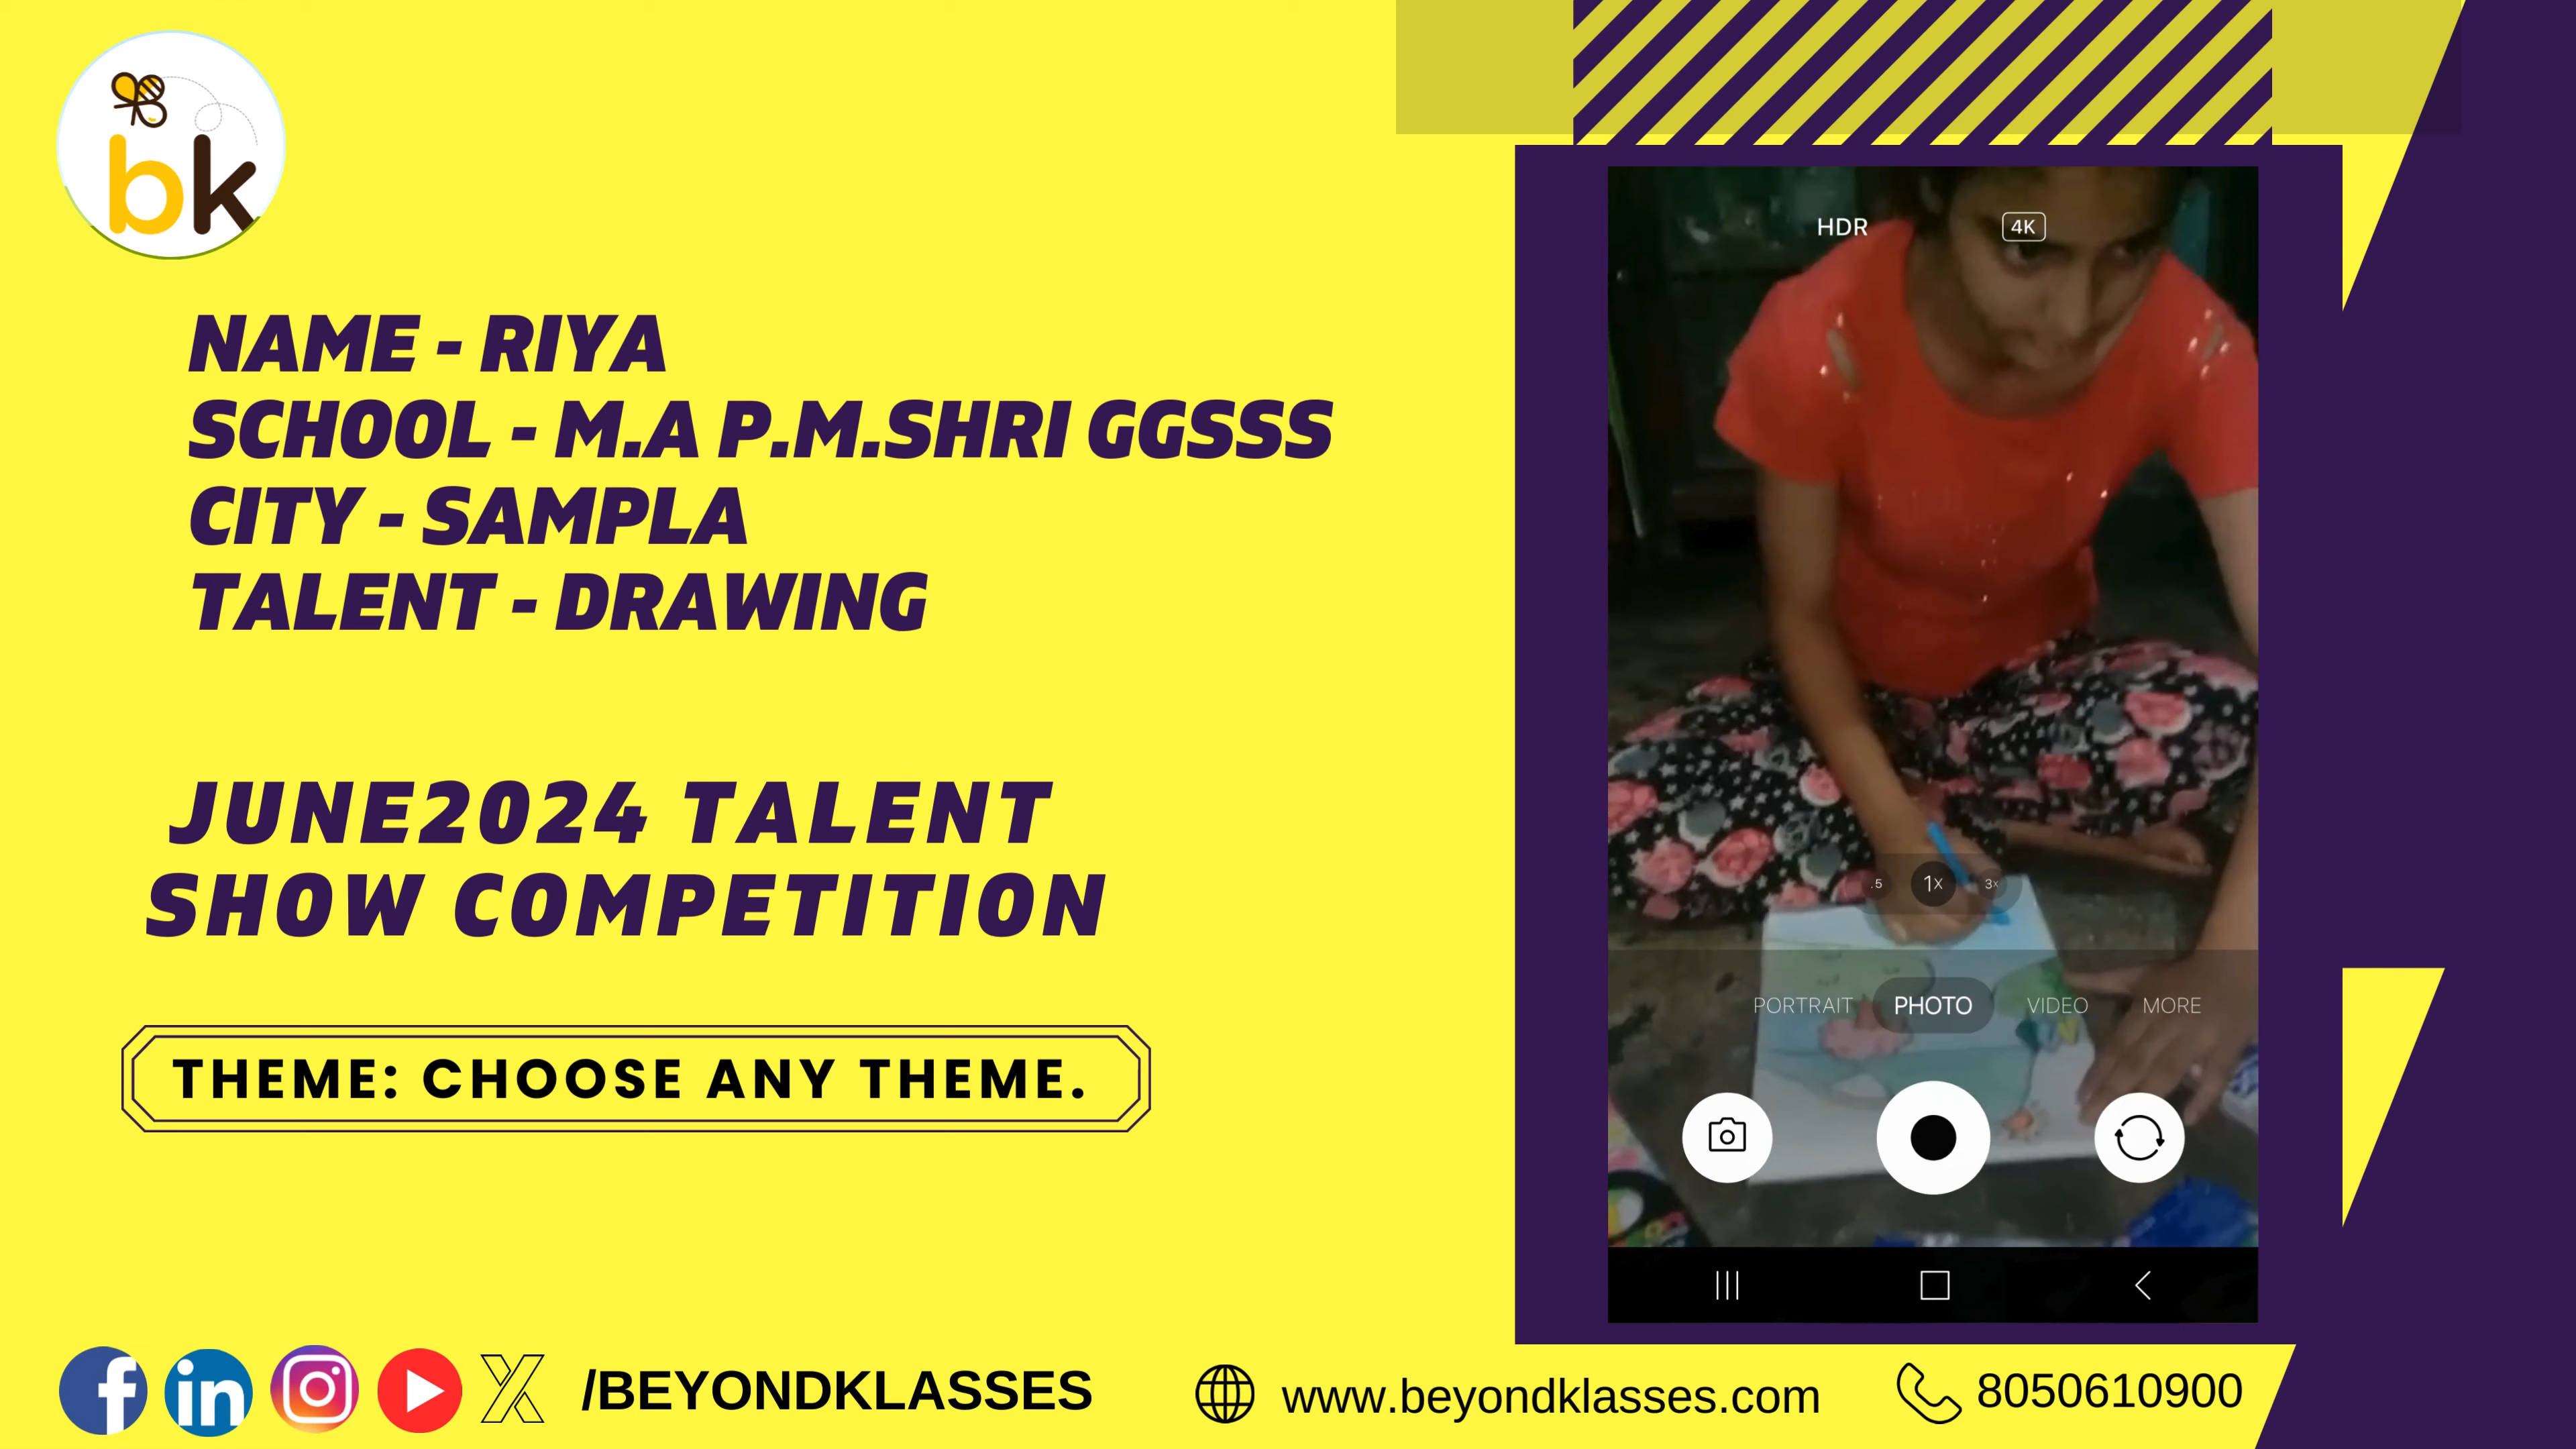 bk
NAME - RIYA
SCHOOL - M.A P.M.SHRI GGSSS
CITY - SAMPLA
TALENT - DRAWING
JUNE2024 TALENT
SHOW COMPETITION
THEME: CHOOSE ANY THEME.
HDR 4K
.5 1X 3X
PORTRAIT PHOTO VIDEO MORE
/BEYONDKLASSES www.beyondklasses.com 8050610900